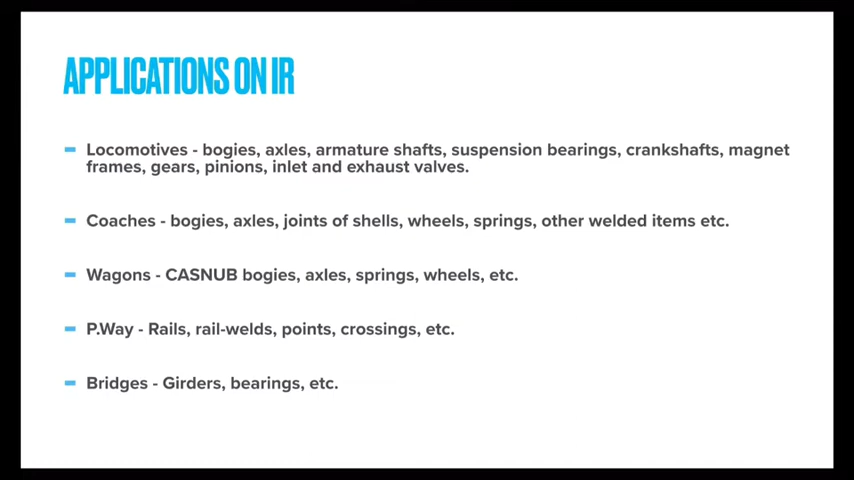 APPLICATIONS ON IR
- Locomotives - bogies, axles, armature shafts, suspension bearings, crankshafts, magnet
frames, gears, pinions, inlet and exhaust valves.
- Coaches - bogies, axles, joints of shells, wheels, springs, other welded items etc.
- Wagons - CASNUB bogies, axles, springs, wheels, etc.
- P.Way - Rails, rail-welds, points, crossings, etc.
- Bridges - Girders, bearings, etc.